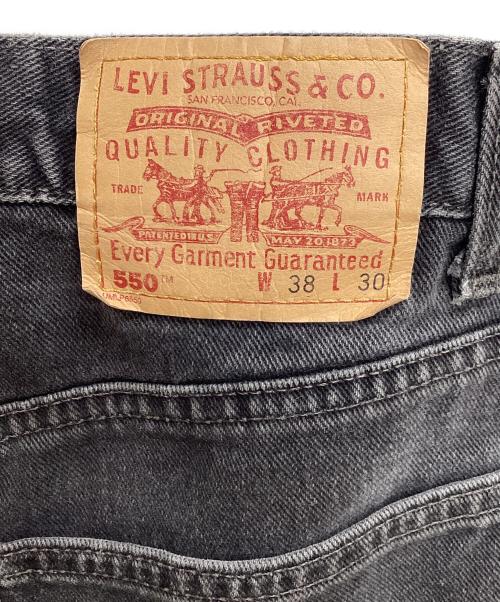 LEVI STRAUSS & CO.
SAN FRANCISCO, CAL.
ORIGINAL RIVETED
QUALITY CLOTHING
TRADE MARK
PATENTED IN U.S. MAY 20 1873
Every Garment Guaranteed
550™ W 38 L 30